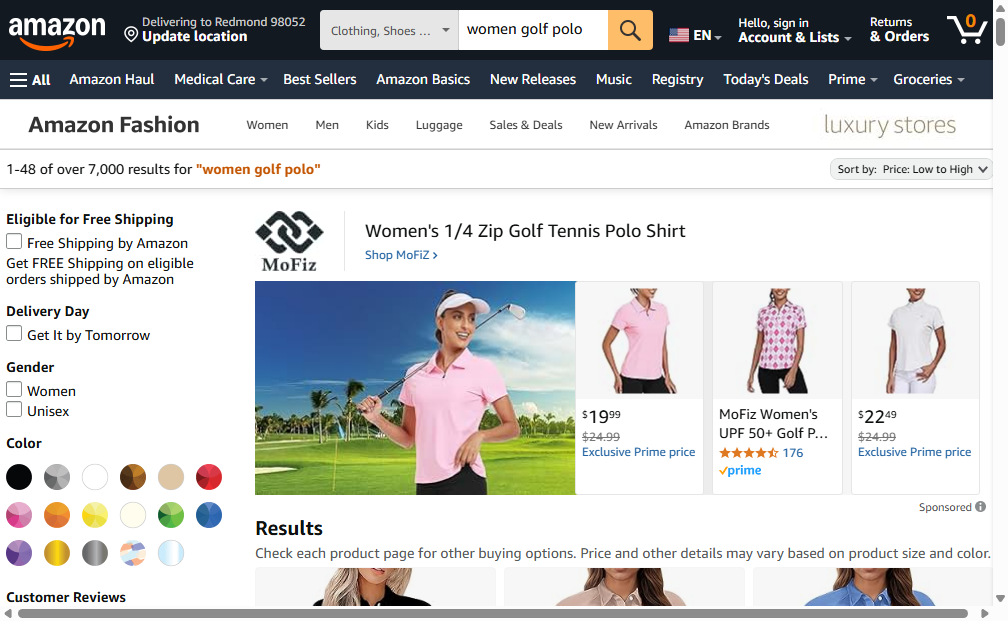 amazon
Delivering to Redmond 98052
Update location
Clothing, Shoes ...
women golf polo
EN
Hello, sign in
Account & Lists
Returns
& Orders
0
All
Amazon Haul
Medical Care
Best Sellers
Amazon Basics
New Releases
Music
Registry
Today's Deals
Prime
Groceries
Amazon Fashion
Women
Men
Kids
Luggage
Sales & Deals
New Arrivals
Amazon Brands
luxury stores
1-48 of over 7,000 results for "women golf polo"
Sort by: Price: Low to High
Eligible for Free Shipping
Free Shipping by Amazon
Get FREE Shipping on eligible
orders shipped by Amazon
Delivery Day
Get It by Tomorrow
Gender
Women
Unisex
Color
Customer Reviews
MoFiz
Women's 1/4 Zip Golf Tennis Polo Shirt
Shop MoFiZ
$19.99
$24.99
Exclusive Prime price
MoFiz Women's
UPF 50+ Golf P...
176
prime
$22.49
$24.99
Exclusive Prime price
Sponsored
Results
Check each product page for other buying options. Price and other details may vary based on product size and color.